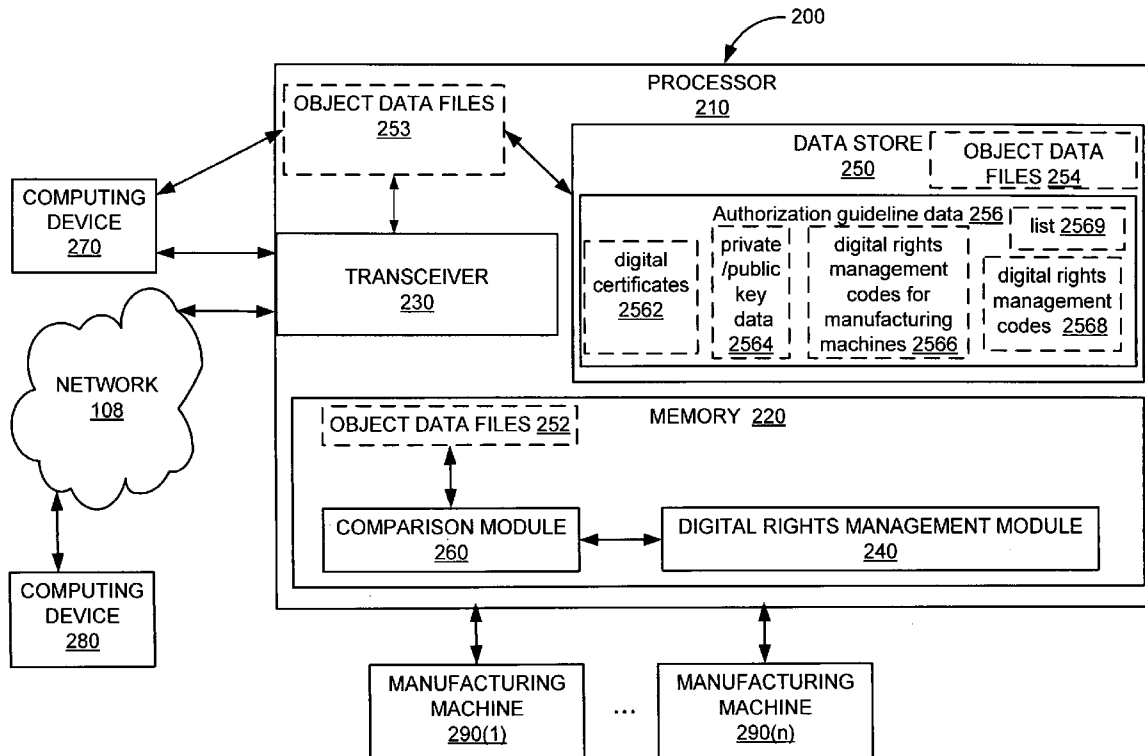 200
PROCESSOR
210
OBJECT DATA FILES
253
DATA STORE
250
OBJECT DATA
FILES 254
COMPUTING
DEVICE
270
Authorization guideline data 256
list 2569
digital
certificates
2562
private
/public
key
data
2564
digital rights
management
codes for
manufacturing
machines 2566
digital rights
management
codes 2568
TRANSCEIVER
230
NETWORK
108
MEMORY 220
OBJECT DATA FILES 252
COMPARISON MODULE
260
DIGITAL RIGHTS MANAGEMENT MODULE
240
COMPUTING
DEVICE
280
MANUFACTURING
MACHINE
290(1)
...
MANUFACTURING
MACHINE
290(n)